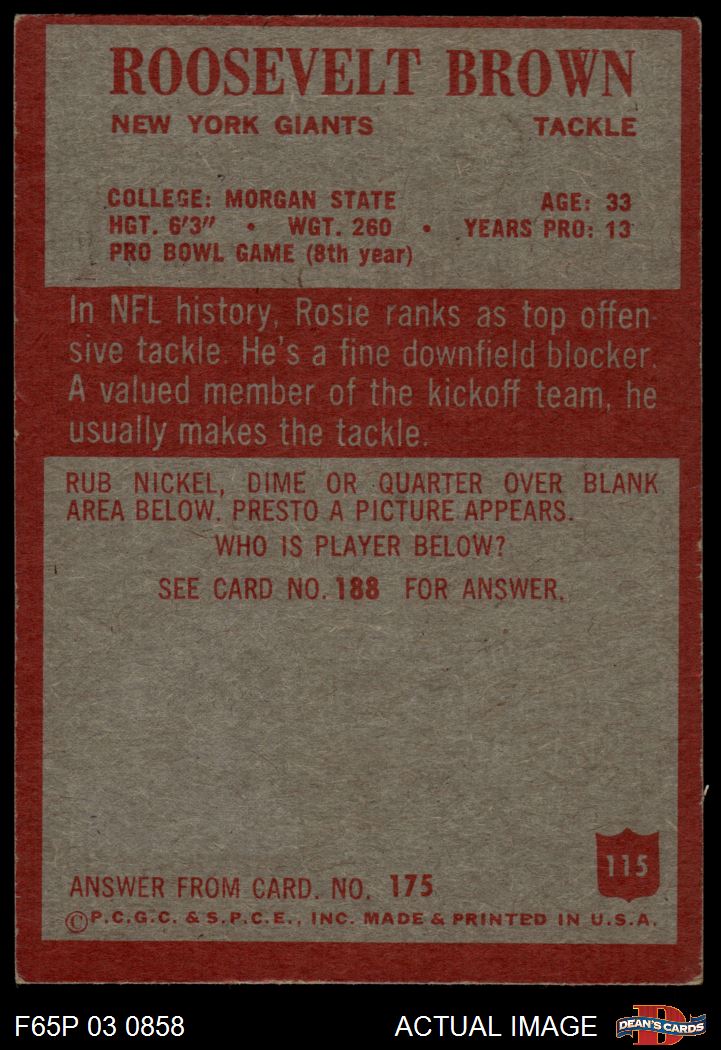 ROOSEVELT BROWN
NEW YORK GIANTS TACKLE
COLLEGE: MORGAN STATE AGE: 33
HGT. 6'3" • WGT. 260 • YEARS PRO: 13
PRO BOWL GAME (8th year)
In NFL history, Rosie ranks as top offen-
sive tackle. He's a fine downfield blocker.
A valued member of the kickoff team, he
usually makes the tackle.
RUB NICKEL, DIME OR QUARTER OVER BLANK
AREA BELOW. PRESTO A PICTURE APPEARS.
WHO IS PLAYER BELOW?
SEE CARD NO. 188 FOR ANSWER.
115
ANSWER FROM CARD. NO. 175
©P.C.G.C. & S.P.C.E., INC. MADE & PRINTED IN U.S.A.
F65P 03 0858 ACTUAL IMAGE D DEAN'S CARDS